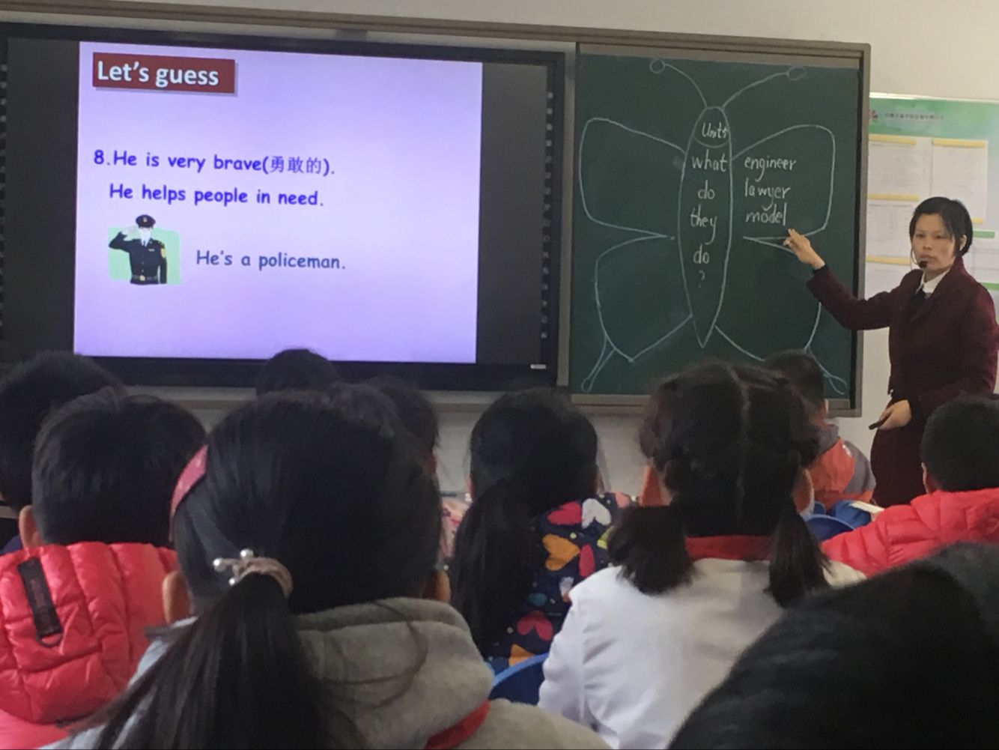 Let's guess
8.He is very brave(勇敢的).
He helps people in need.
He's a policeman.
Unit5
what
do
they
do
?
engineer
lawyer
model